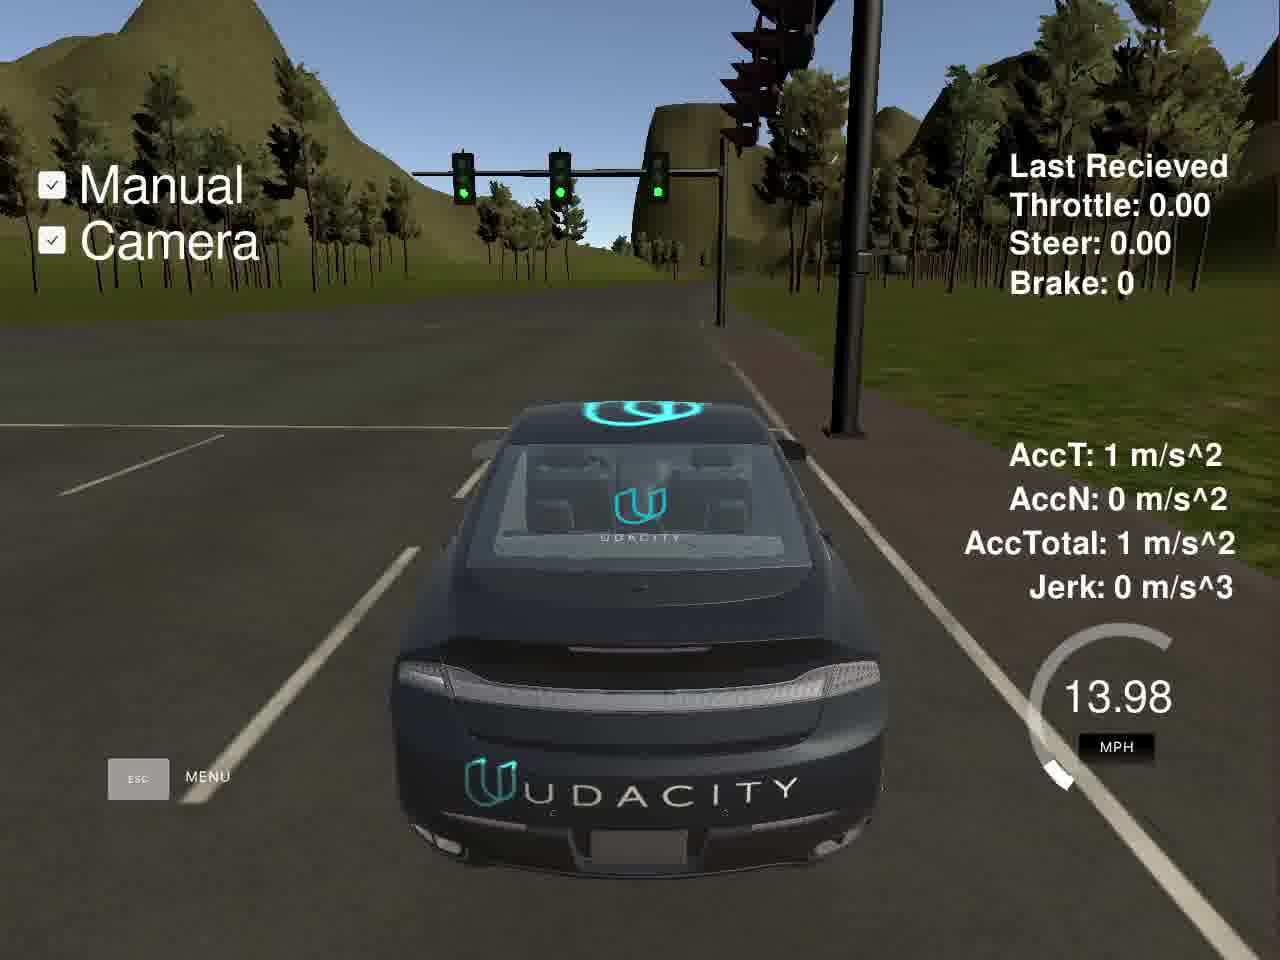 Manual
Camera
Last Recieved
Throttle: 0.00
Steer: 0.00
Brake: 0
AccT: 1 m/s^2
AccN: 0 m/s^2
AccTotal: 1 m/s^2
Jerk: 0 m/s^3
13.98
MPH
ESC MENU
UDACITY
UDACITY